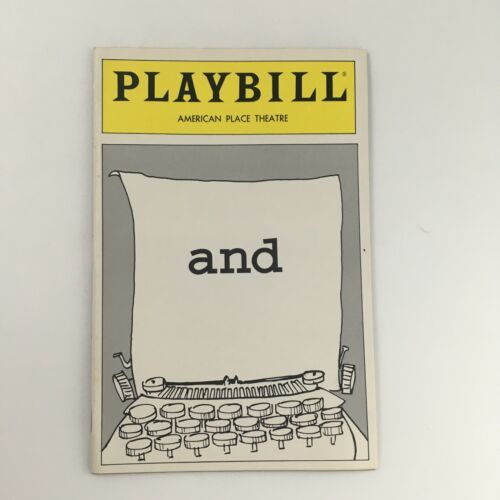 PLAYBILL®
AMERICAN PLACE THEATRE
and